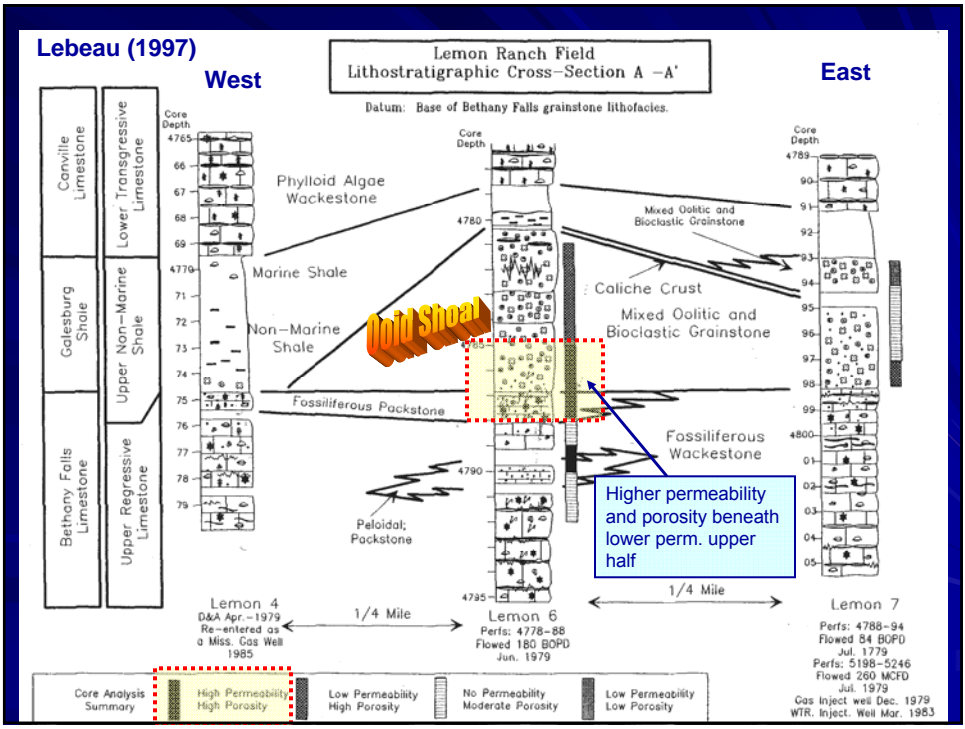 Lebeau (1997)
West
Lemon Ranch Field
Lithostratigraphic Cross-Section A -A'
East
Datum: Base of Bethany Falls grainstone lithofacies.
Canville
Limestone
Galesburg
Shale
Bethany Falls
Limestone
Lower Transgressive
Limestone
Upper Non-Marine
Shale
Upper Regressive
Limestone
Core
Depth
4765
66
67
68
69
4770
71
72
73
74
75
76
77
78
79
Phylloid Algae
Wackestone
Marine Shale
Non-Marine
Shale
Fossiliferous Packstone
Peloidal;
Packstone
Ooid Shoal
Core
Depth
4780
4785
4790
4795
Mixed Oolitic and
Bioclastic Grainstone
Caliche Crust
Mixed Oolitic and
Bioclastic Grainstone
Fossiliferous
Wackestone
Higher permeability
and porosity beneath
lower perm. upper
half
Core
Depth
4789
90
91
92
93
94
95
96
97
98
99
4800
01
02
03
04
05
Lemon 4
D&A Apr.-1979
Re-entered as
a Miss. Gas Well
1985
1/4 Mile
Lemon 6
Perfs: 4778-88
Flowed 180 BOPD
Jun. 1979
1/4 Mile
Lemon 7
Perfs: 4788-94
Flowed 84 BOPD
Jul. 1779
Perfs: 5198-5246
Flowed 260 MCFD
Jul. 1979
Gas Inject well Dec. 1979
WTR. Inject. Well Mar. 1983
Core Analysis
Summary
High Permeability
High Porosity
Low Permeability
High Porosity
No Permeability
Moderate Porosity
Low Permeability
Low Porosity